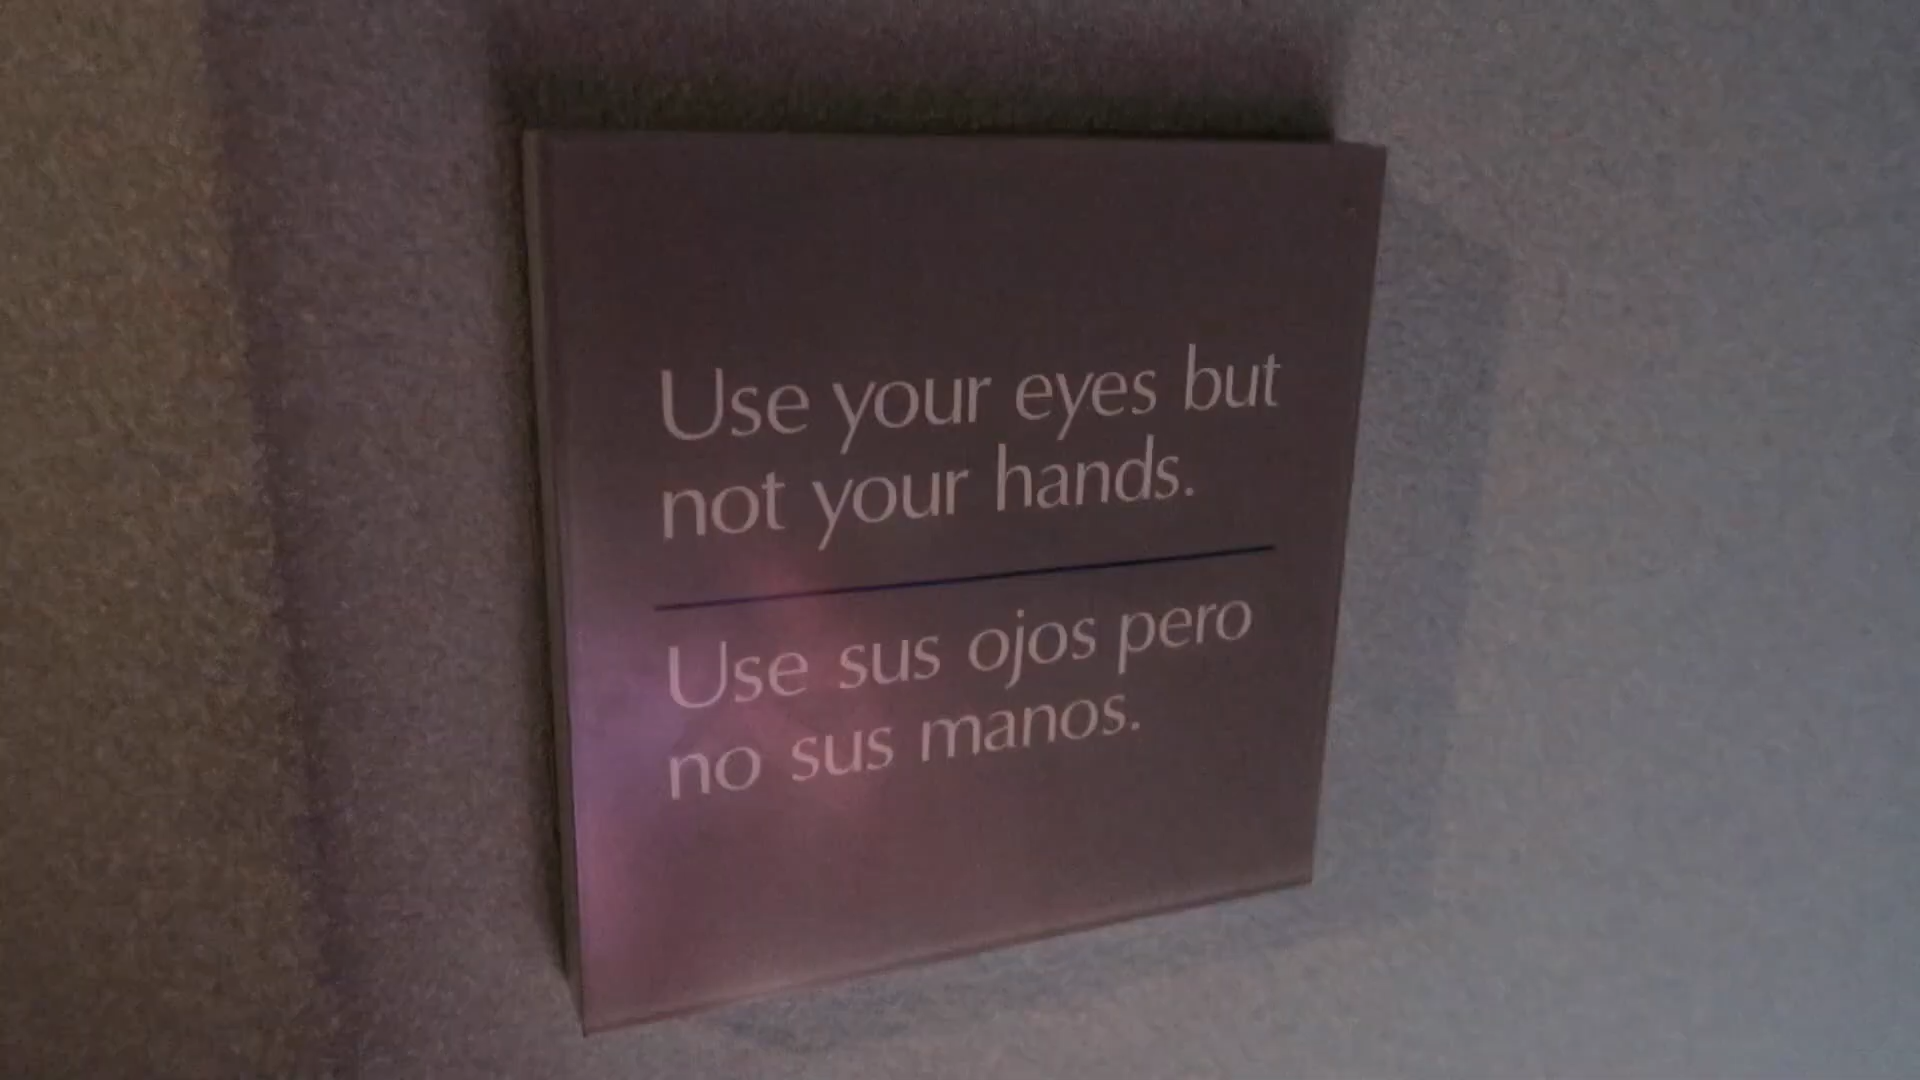 Use your eyes but
not your hands.
Use sus ojos pero
no sus manos.